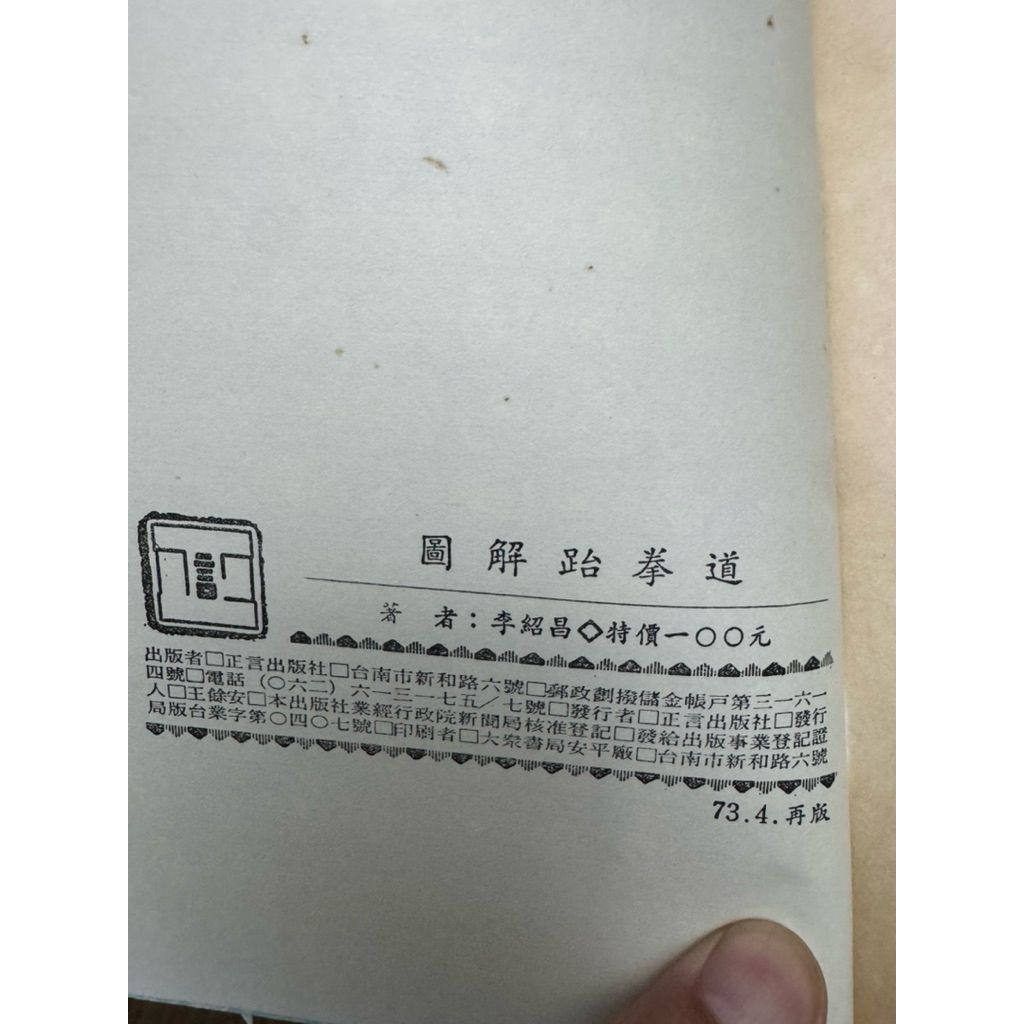 圖解跆拳道
著　者：李紹昌◇特價一〇〇元
出版者□正言出版社□台南市新和路六號□郵政劃撥儲金帳戶第三一六一
四號□電話（〇六二）六一三一七五／七號□發行者□正言出版社□發行
人□王餘安□本出版社業經行政院新聞局核准登記□發給出版事業登記證
局版台業字第〇四〇七號□印刷者□大眾書局安平廠□台南市新和路六號
73.4.再版